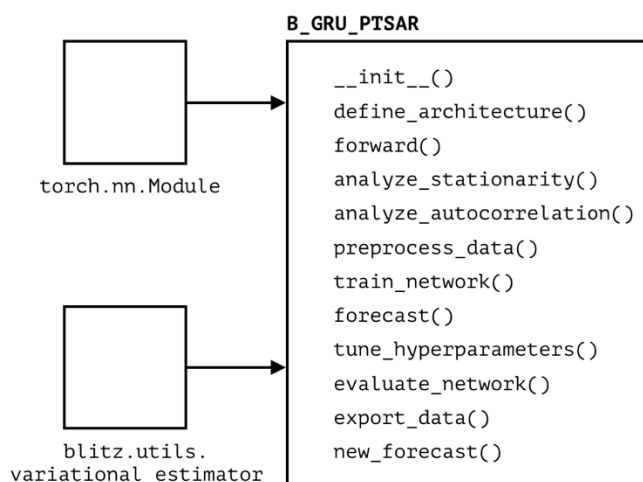 B_GRU_PTSAR
__init__()
define_architecture()
forward()
analyze_stationarity()
analyze_autocorrelation()
preprocess_data()
train_network()
forecast()
tune_hyperparameters()
evaluate_network()
export_data()
new_forecast()
torch.nn.Module
blitz.utils.
variational_estimator